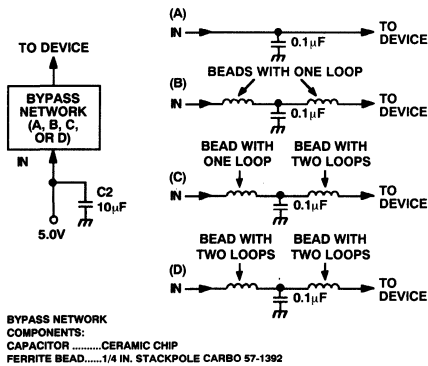 TO DEVICE
BYPASS
NETWORK
(A, B, C,
OR D)
IN
C2
10μF
5.0V
(A)
IN
0.1μF
TO
DEVICE
BEADS WITH ONE LOOP
(B)
IN
0.1μF
TO
DEVICE
BEAD WITH
ONE LOOP
BEAD WITH
TWO LOOPS
(C)
IN
0.1μF
TO
DEVICE
BEAD WITH
TWO LOOPS
BEAD WITH
TWO LOOPS
(D)
IN
0.1μF
TO
DEVICE
BYPASS NETWORK
COMPONENTS:
CAPACITOR ..........CERAMIC CHIP
FERRITE BEAD......1/4 IN. STACKPOLE CARBO 57-1392